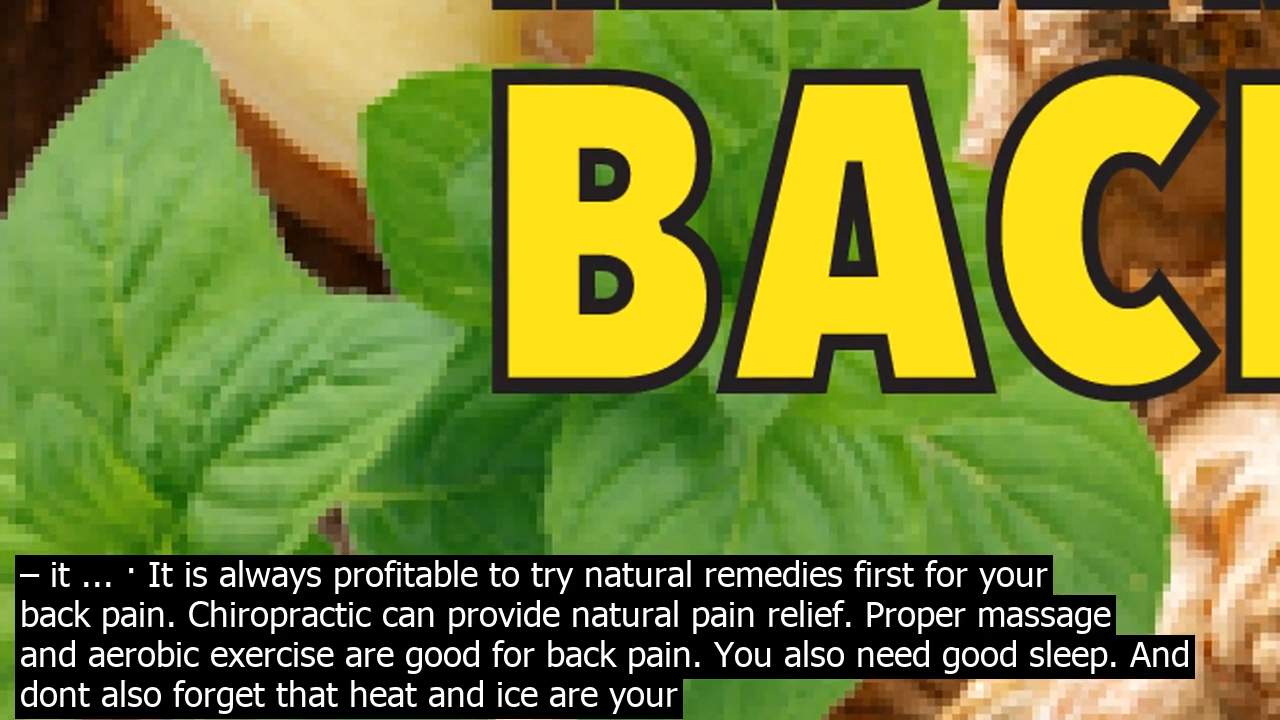 BAC
– it ... · It is always profitable to try natural remedies first for your
back pain. Chiropractic can provide natural pain relief. Proper massage
and aerobic exercise are good for back pain. You also need good sleep. And
dont also forget that heat and ice are your